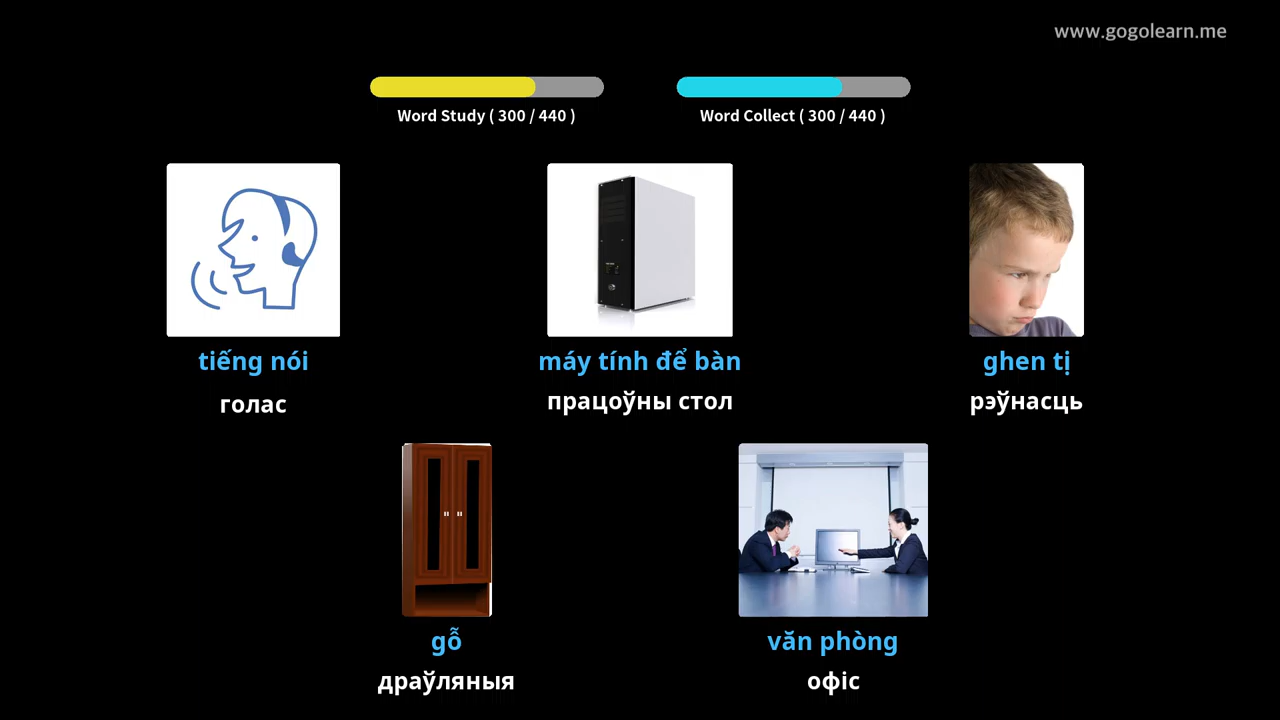 www.gogolearn.me
Word Study ( 300 / 440 )
Word Collect ( 300 / 440 )
tiếng nói
голас
máy tính để bàn
працоўны стол
ghen tị
рэўнасць
gỗ
драўляныя
văn phòng
офіс